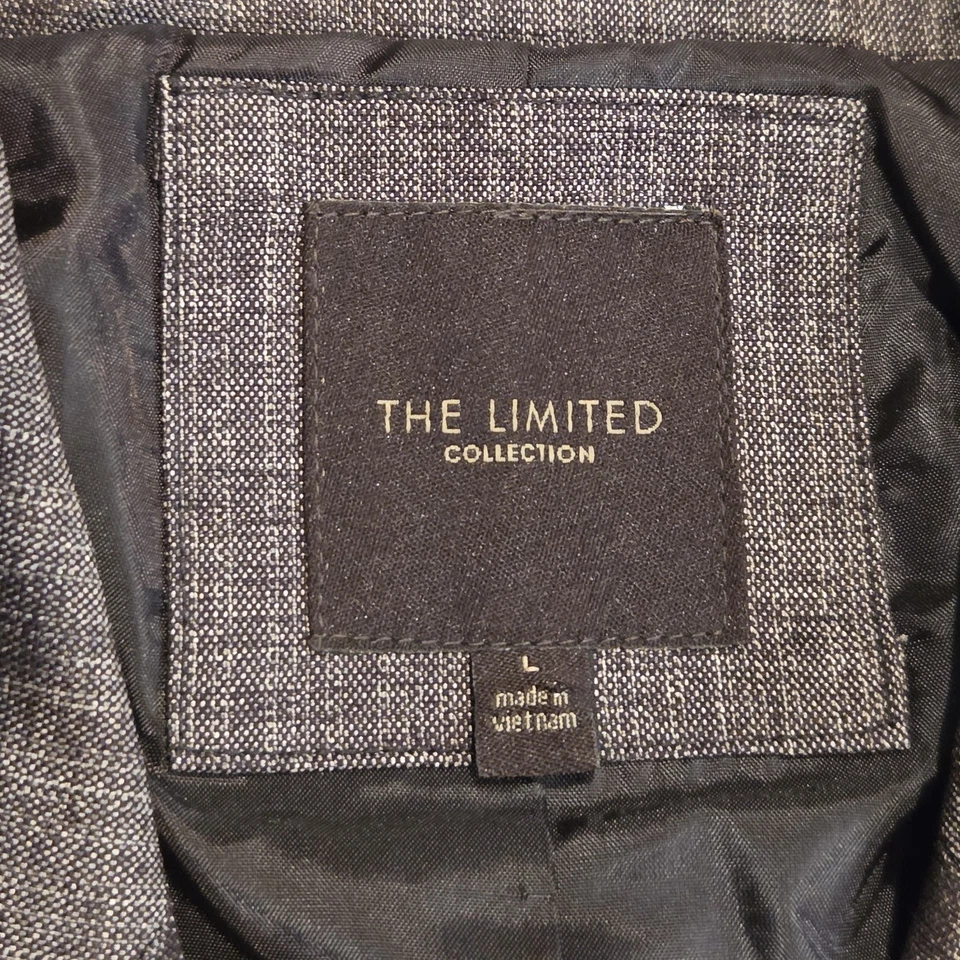 THE LIMITED
COLLECTION
L
made in
vietnam